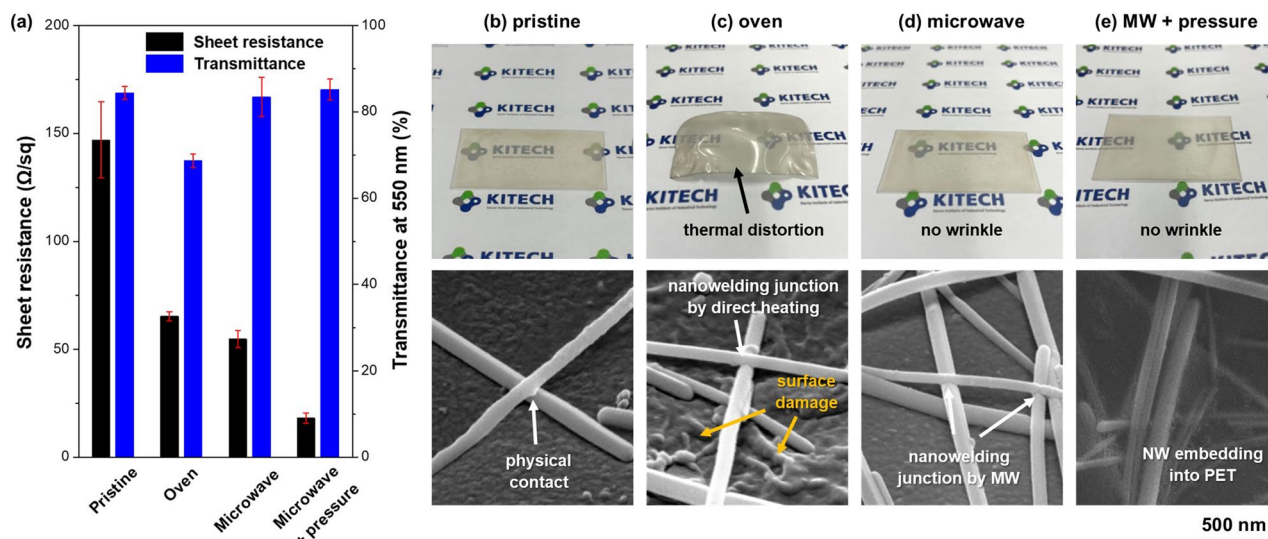 (a)
200
150
100
50
0
Sheet resistance (Ω/sq)
Sheet resistance
Transmittance
100
80
60
40
20
0
Transmittance at 550 nm (%)
Pristine
Oven
Microwave
Microwave
+ pressure
(b) pristine
(c) oven
(d) microwave
(e) MW + pressure
KITECH
KITECH
KITECH
KITECH
thermal distortion
no wrinkle
no wrinkle
physical
contact
nanowelding junction
by direct heating
surface
damage
nanowelding
junction by MW
NW embedding
into PET
500 nm